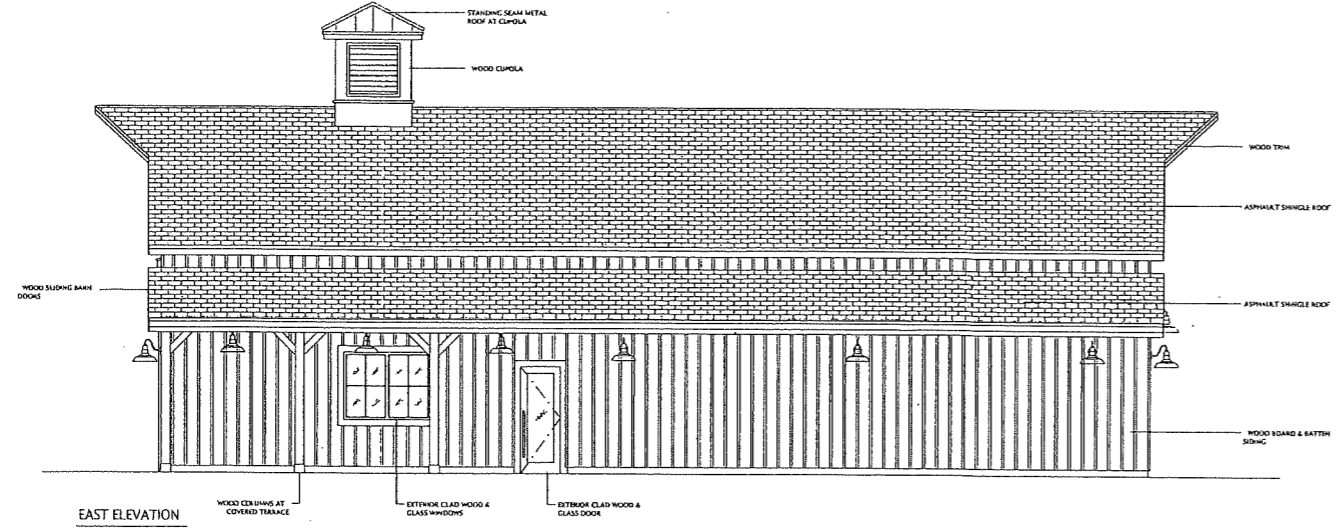 STANDING SEAM METAL
ROOF AT CUPOLA
WOOD CUPOLA
WOOD TRIM
ASPHAULT SHINGLE ROOF
WOOD SLIDING BARN
DOORS
ASPHAULT SHINGLE ROOF
WOOD BOARD & BATTEN
SIDING
WOOD COLUMNS AT
COVERED TERRACE
EXTERIOR CLAD WOOD &
GLASS WINDOWS
EXTERIOR CLAD WOOD &
GLASS DOOR
EAST ELEVATION